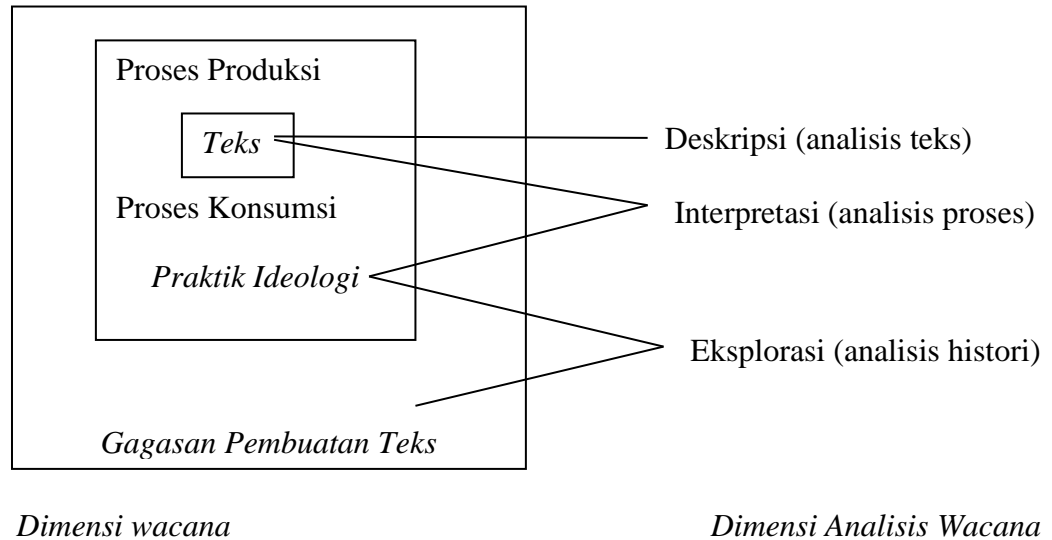 Proses Produksi
Teks
Deskripsi (analisis teks)
Proses Konsumsi
Interpretasi (analisis proses)
Praktik Ideologi
Eksplorasi (analisis histori)
Gagasan Pembuatan Teks
Dimensi wacana
Dimensi Analisis Wacana